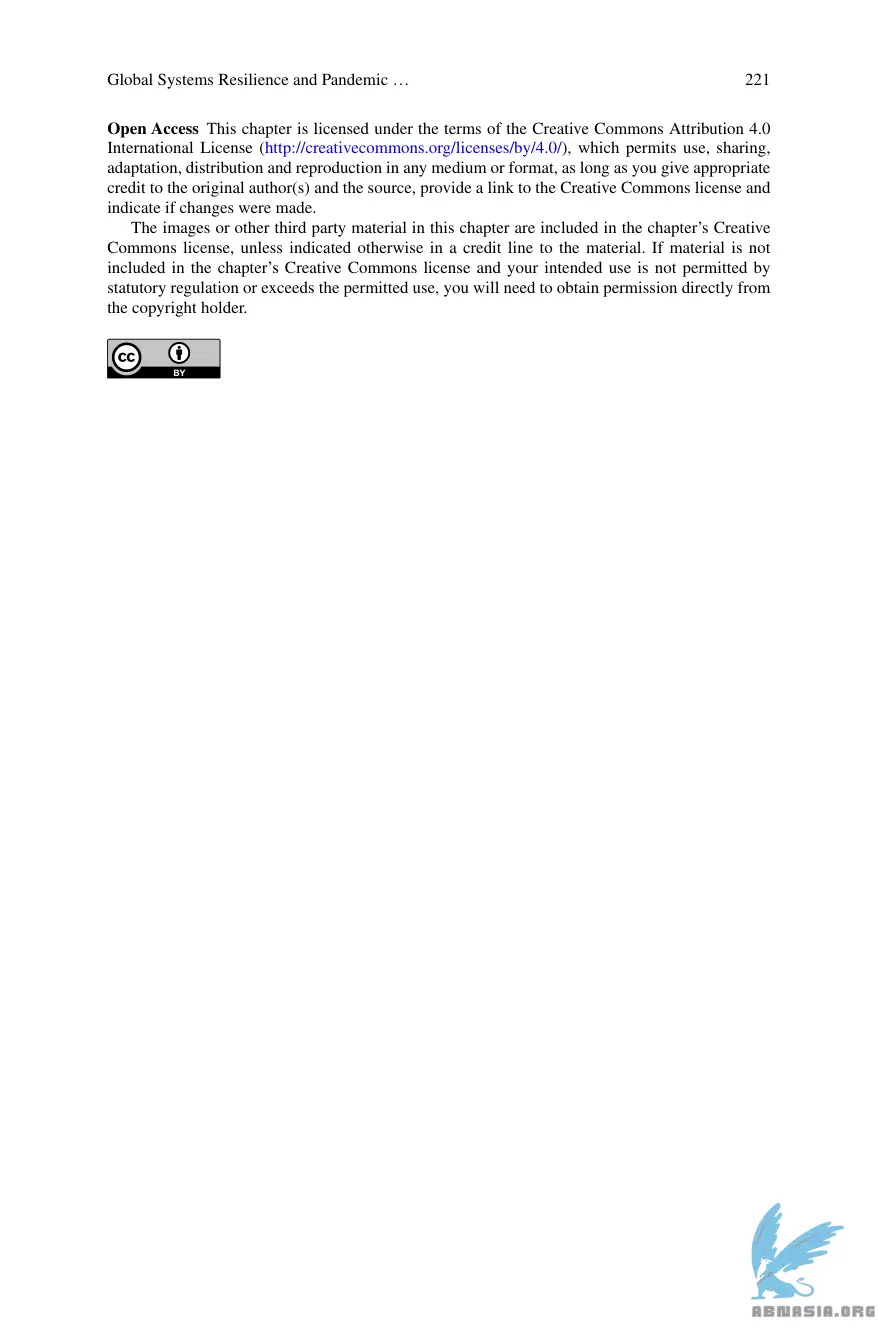 Global Systems Resilience and Pandemic … 221
Open Access This chapter is licensed under the terms of the Creative Commons Attribution 4.0
International License (http://creativecommons.org/licenses/by/4.0/), which permits use, sharing,
adaptation, distribution and reproduction in any medium or format, as long as you give appropriate
credit to the original author(s) and the source, provide a link to the Creative Commons license and
indicate if changes were made.
The images or other third party material in this chapter are included in the chapter’s Creative
Commons license, unless indicated otherwise in a credit line to the material. If material is not
included in the chapter’s Creative Commons license and your intended use is not permitted by
statutory regulation or exceeds the permitted use, you will need to obtain permission directly from
the copyright holder.
cc
BY
ABNASIA.ORG